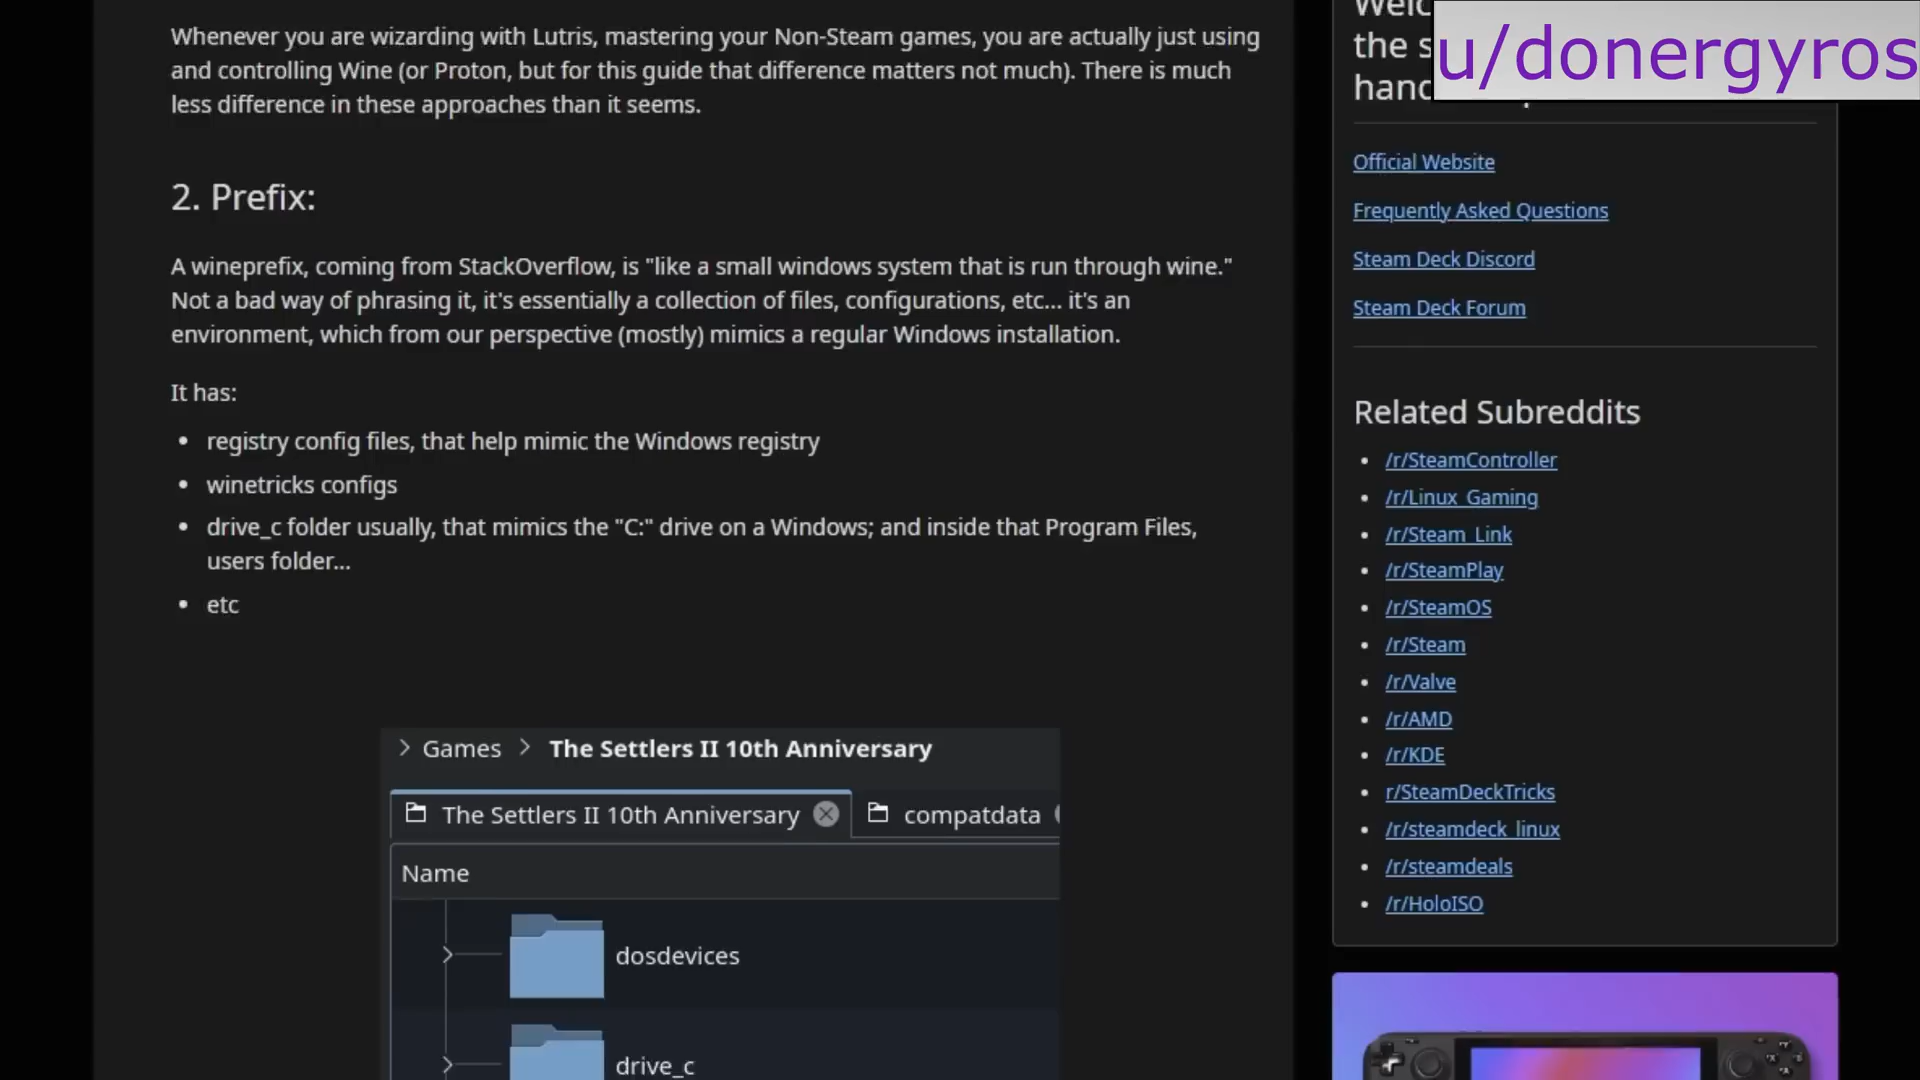 Whenever you are wizarding with Lutris, mastering your Non-Steam games, you are actually just using
and controlling Wine (or Proton, but for this guide that difference matters not much). There is much
less difference in these approaches than it seems.
2. Prefix:
A wineprefix, coming from StackOverflow, is "like a small windows system that is run through wine."
Not a bad way of phrasing it, it's essentially a collection of files, configurations, etc... it's an
environment, which from our perspective (mostly) mimics a regular Windows installation.
It has:
• registry config files, that help mimic the Windows registry
• winetricks configs
• drive_c folder usually, that mimics the "C:" drive on a Windows; and inside that Program Files,
users folder...
• etc
> Games > The Settlers II 10th Anniversary
The Settlers II 10th Anniversary
compatdata
Name
dosdevices
drive_c
u/donergyros
the s
hand
Official Website
Frequently Asked Questions
Steam Deck Discord
Steam Deck Forum
Related Subreddits
• /r/SteamController
• /r/Linux_Gaming
• /r/Steam_Link
• /r/SteamPlay
• /r/SteamOS
• /r/Steam
• /r/Valve
• /r/AMD
• /r/KDE
• r/SteamDeckTricks
• /r/steamdeck_linux
• /r/steamdeals
• /r/HoloISO